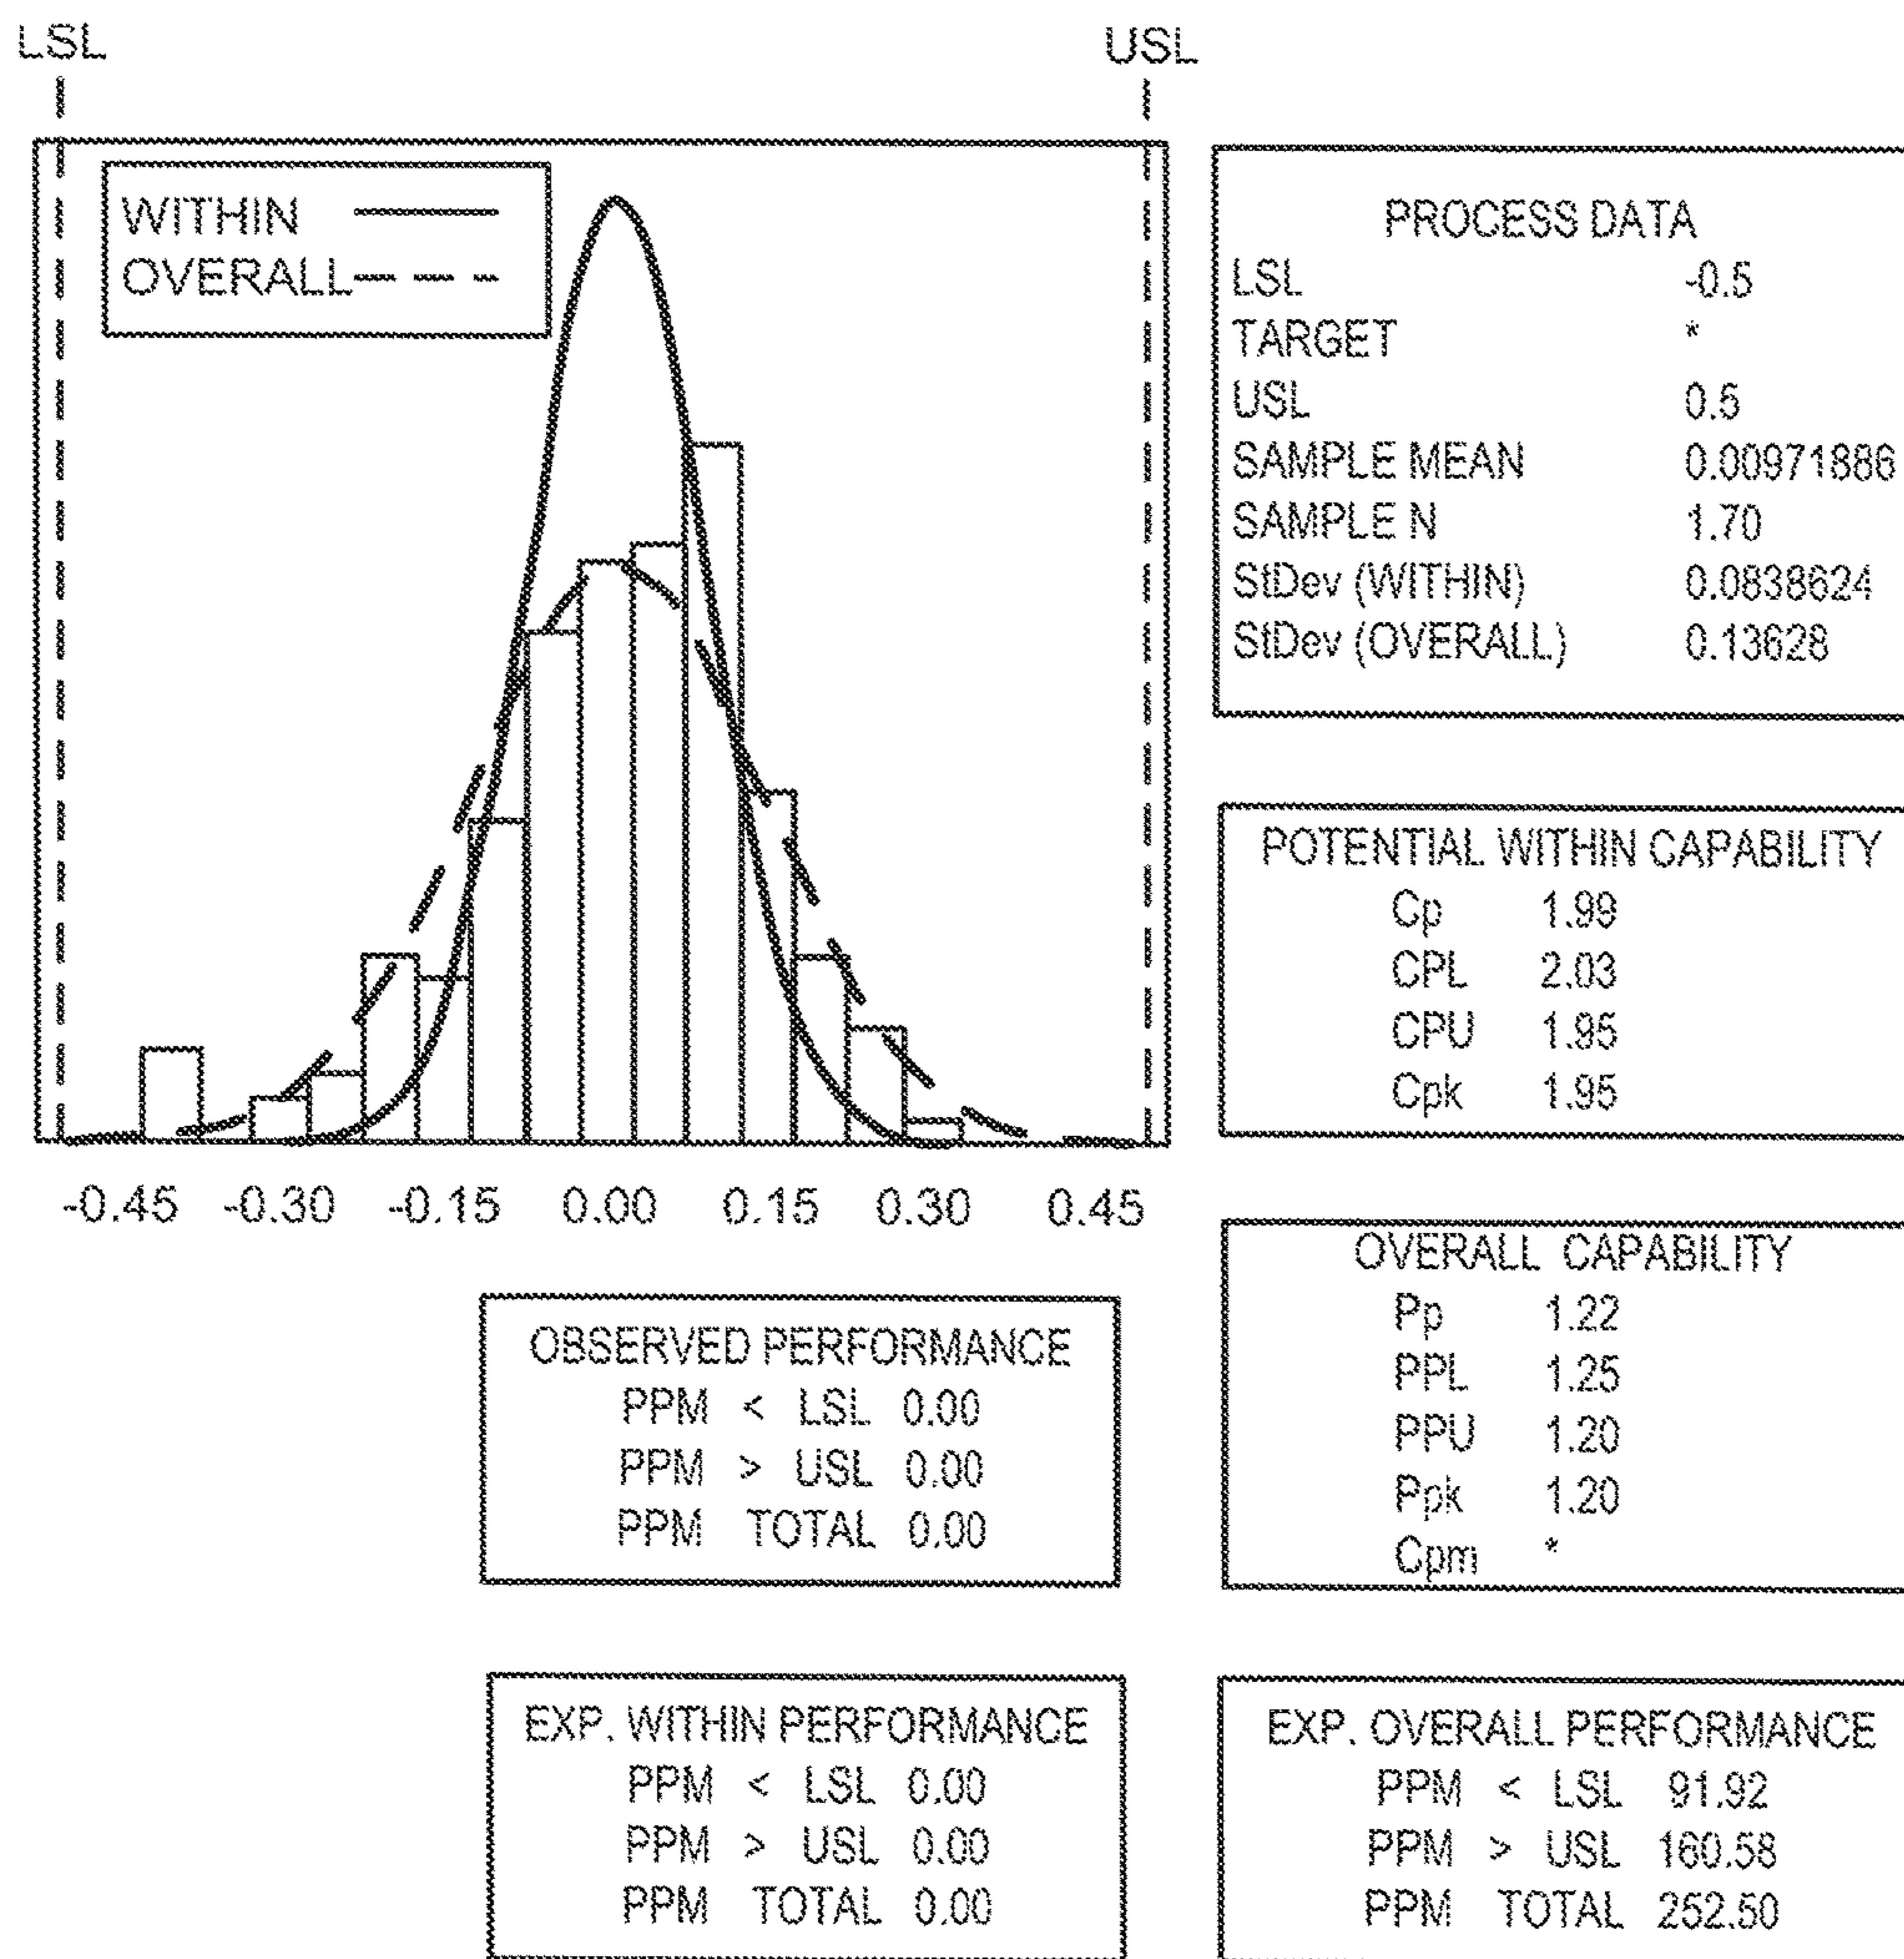 LSL USL
WITHIN
OVERALL
-0.45 -0.30 -0.15 0.00 0.15 0.30 0.45
PROCESS DATA
LSL -0.5
TARGET *
USL 0.5
SAMPLE MEAN 0.00971886
SAMPLE N 1.70
StDev (WITHIN) 0.0838624
StDev (OVERALL) 0.13628
POTENTIAL WITHIN CAPABILITY
Cp 1.99
CPL 2.03
CPU 1.95
Cpk 1.95
OVERALL CAPABILITY
Pp 1.22
PPL 1.25
PPU 1.20
Ppk 1.20
Cpm *
OBSERVED PERFORMANCE
PPM < LSL 0.00
PPM > USL 0.00
PPM TOTAL 0.00
EXP. WITHIN PERFORMANCE
PPM < LSL 0.00
PPM > USL 0.00
PPM TOTAL 0.00
EXP. OVERALL PERFORMANCE
PPM < LSL 91.92
PPM > USL 160.58
PPM TOTAL 252.50